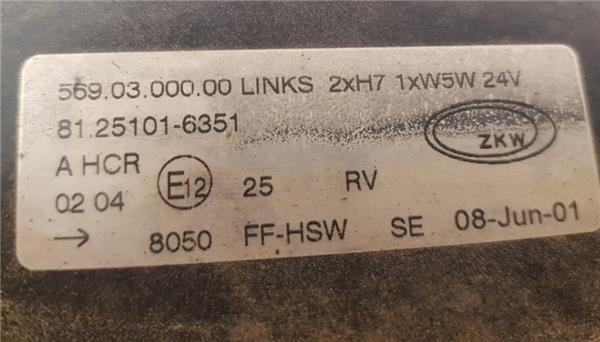 569.03.000.00 LINKS 2xH7 1xW5W 24V
81.25101-6351
ZKW
A HCR
02 04 E12 25 RV
→ 8050 FF-HSW SE 08-Jun-01